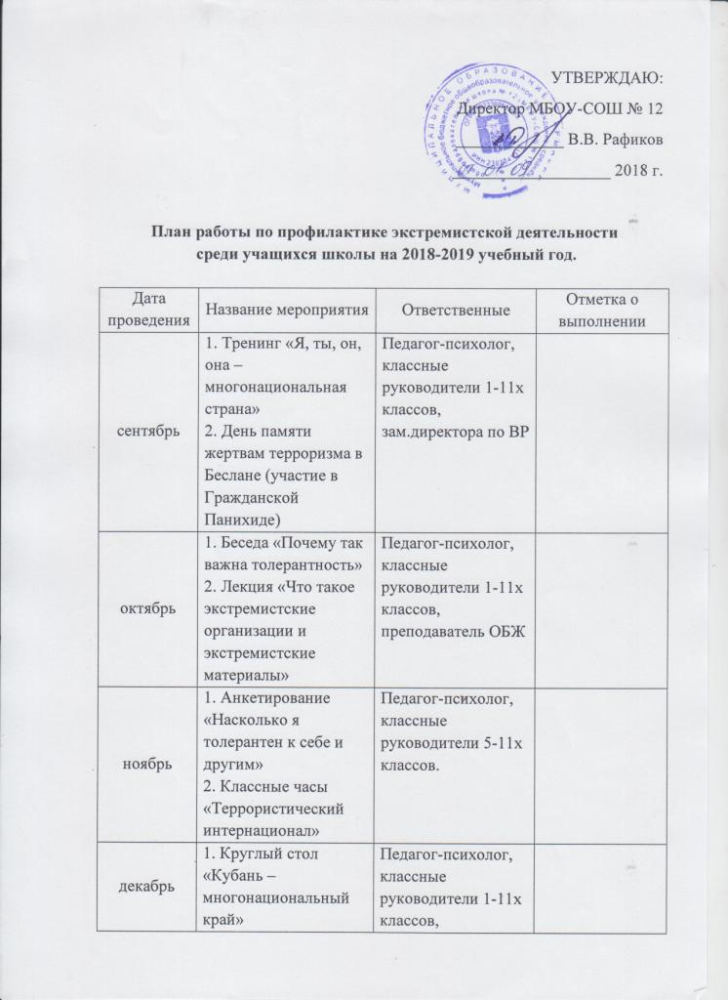 УТВЕРЖДАЮ:
Директор МБОУ-СОШ № 12
В.В. Рафиков
2018 г.
План работы по профилактике экстремистской деятельности
среди учащихся школы на 2018-2019 учебный год.
Дата
проведения
Название мероприятия
Ответственные
Отметка о
выполнении
сентябрь
1. Тренинг «Я, ты, он,
она –
многонациональная
страна»
2. День памяти
жертвам терроризма в
Беслане (участие в
Гражданской
Панихиде)
Педагог-психолог,
классные
руководители 1-11х
классов,
зам.директора по ВР
октябрь
1. Беседа «Почему так
важна толерантность»
2. Лекция «Что такое
экстремистские
организации и
экстремистские
материалы»
Педагог-психолог,
классные
руководители 1-11х
классов,
преподаватель ОБЖ
ноябрь
1. Анкетирование
«Насколько я
толерантен к себе и
другим»
2. Классные часы
«Террористический
интернационал»
Педагог-психолог,
классные
руководители 5-11х
классов.
декабрь
1. Круглый стол
«Кубань –
многонациональный
край»
Педагог-психолог,
классные
руководители 1-11х
классов,